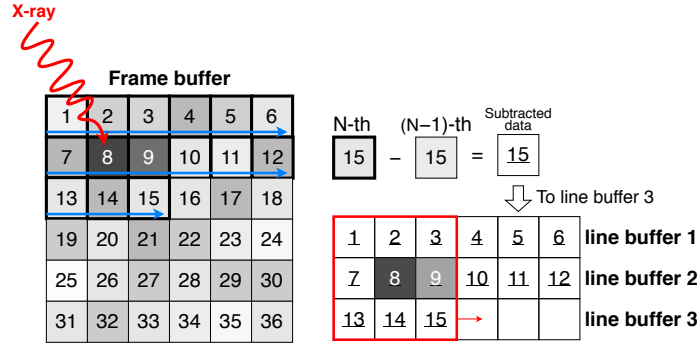 X-ray
Frame buffer
1 2 3 4 5 6
7 8 9 10 11 12
13 14 15 16 17 18
19 20 21 22 23 24
25 26 27 28 29 30
31 32 33 34 35 36
N-th (N−1)-th Subtracted
data
15 − 15 = 15
To line buffer 3
1 2 3 4 5 6 line buffer 1
7 8 9 10 11 12 line buffer 2
13 14 15 line buffer 3